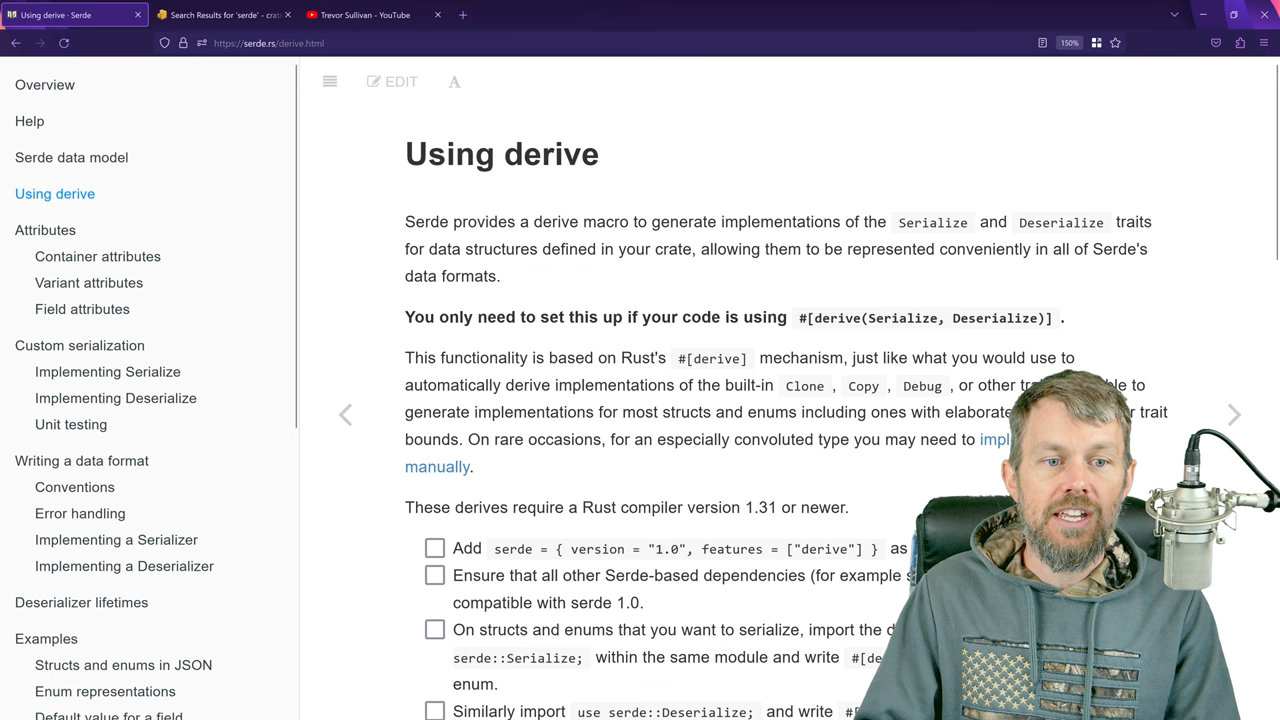 Using derive · Serde
Search Results for 'serde' - crat
Trevor Sullivan - YouTube
https://serde.rs/derive.html
150%
Overview
Help
Serde data model
Using derive
Attributes
Container attributes
Variant attributes
Field attributes
Custom serialization
Implementing Serialize
Implementing Deserialize
Unit testing
Writing a data format
Conventions
Error handling
Implementing a Serializer
Implementing a Deserializer
Deserializer lifetimes
Examples
Structs and enums in JSON
Enum representations
Default value for a field
EDIT
Using derive
Serde provides a derive macro to generate implementations of the Serialize and Deserialize traits
for data structures defined in your crate, allowing them to be represented conveniently in all of Serde's
data formats.
You only need to set this up if your code is using #[derive(Serialize, Deserialize)] .
This functionality is based on Rust's #[derive] mechanism, just like what you would use to
automatically derive implementations of the built-in Clone , Copy , Debug , or other to
generate implementations for most structs and enums including ones with elaborate trait
bounds. On rare occasions, for an especially convoluted type you may need to
manually.
These derives require a Rust compiler version 1.31 or newer.
Add serde = { version = "1.0", features = ["derive"] } as
Ensure that all other Serde-based dependencies (for example
compatible with serde 1.0.
On structs and enums that you want to serialize, import the
serde::Serialize; within the same module and write
enum.
Similarly import use serde::Deserialize; and write